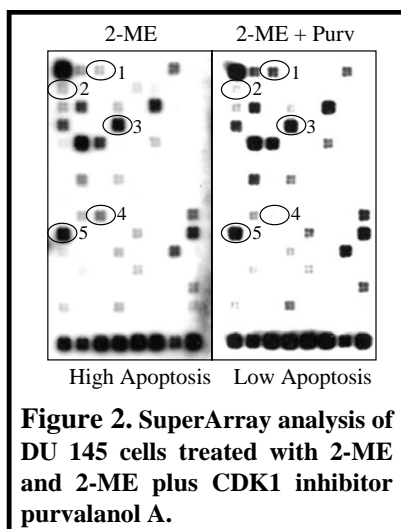 2-ME 2-ME + Purv
1 1
2 2
3 3
4 4
5 5
High Apoptosis Low Apoptosis
Figure 2. SuperArray analysis of
DU 145 cells treated with 2-ME
and 2-ME plus CDK1 inhibitor
purvalanol A.